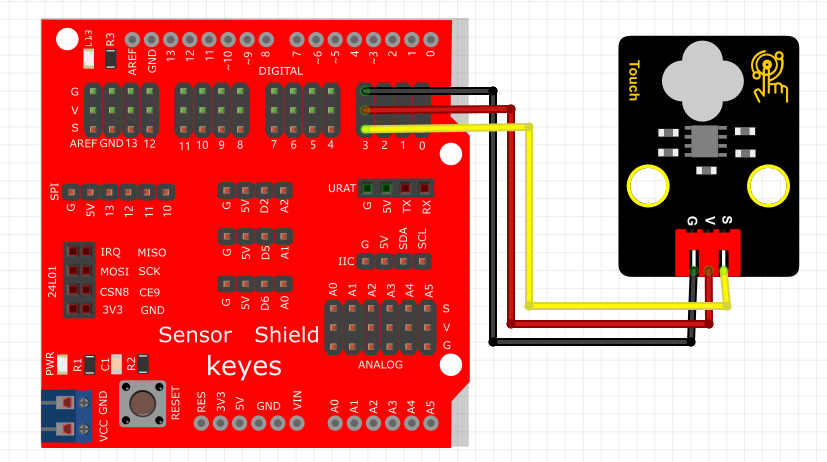 L13
R3
AREF
GND
13
12
11
~10
~9
8
7
~6
~5
4
~3
2
1
0
DIGITAL
G
V
S
AREF GND 13 12 11 10 9 8 7 6 5 4 3 2 1 0
SPI
G
5V
13
12
11
10
G
5V
D2
A2
URAT
G
5V
TX
RX
G
5V
D5
A1
IIC
G
5V
SDA
SCL
24L01
IRQ MISO
MOSI SCK
CSN8 CE9
3V3 GND
G
5V
D6
A0
A0
A1
A2
A3
A4
A5
S
V
G
ANALOG
Sensor Shield
keyes
PWR
R1
C1
R2
RESET
VCC GND
RES
3V3
5V
GND
VIN
A0
A1
A2
A3
A4
A5
Touch
G
V
S